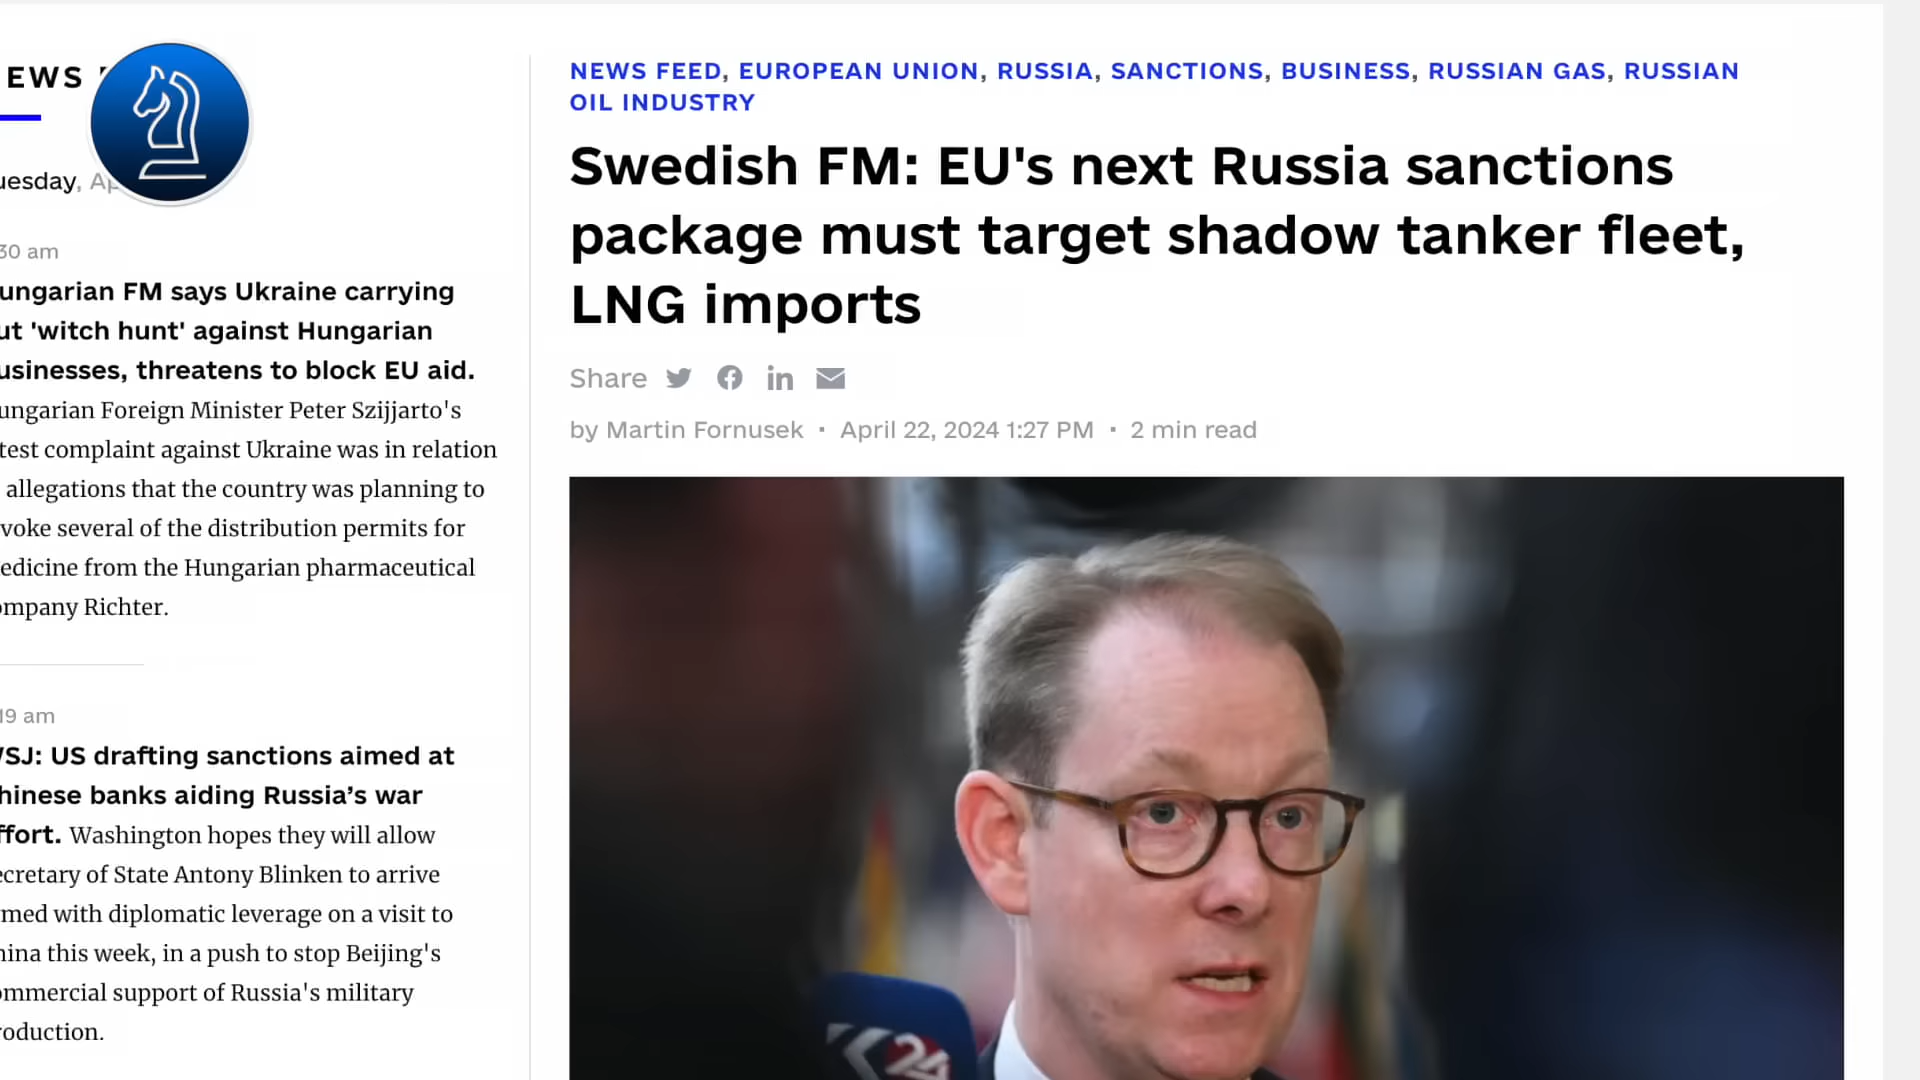 EWS
uesday, Ap
30 am
ungarian FM says Ukraine carrying
ut 'witch hunt' against Hungarian
usinesses, threatens to block EU aid.
ungarian Foreign Minister Peter Szijjarto's
test complaint against Ukraine was in relation
allegations that the country was planning to
voke several of the distribution permits for
edicine from the Hungarian pharmaceutical
ompany Richter.
19 am
SJ: US drafting sanctions aimed at
hinese banks aiding Russia’s war
ffort. Washington hopes they will allow
ecretary of State Antony Blinken to arrive
med with diplomatic leverage on a visit to
hina this week, in a push to stop Beijing's
ommercial support of Russia's military
roduction.
NEWS FEED, EUROPEAN UNION, RUSSIA, SANCTIONS, BUSINESS, RUSSIAN GAS, RUSSIAN
OIL INDUSTRY
Swedish FM: EU's next Russia sanctions
package must target shadow tanker fleet,
LNG imports
Share
by Martin Fornusek • April 22, 2024 1:27 PM • 2 min read
24